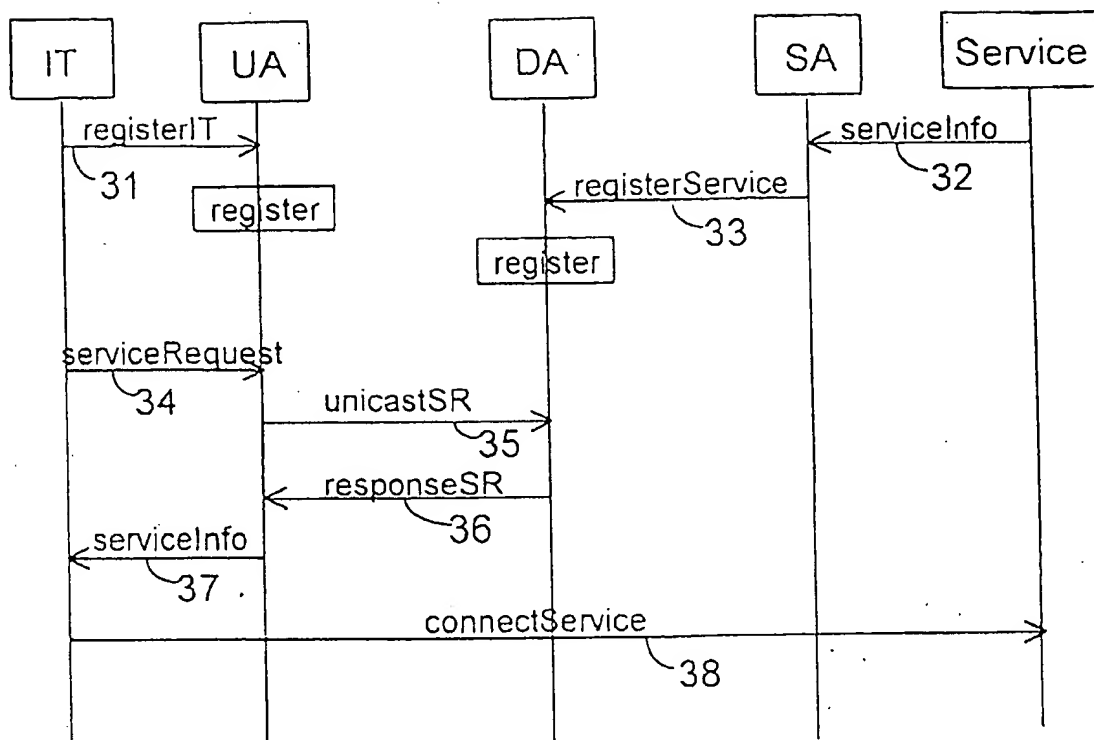 IT UA DA SA Service
registerIT serviceInfo
31 32
registerService
register 33
register
serviceRequest
34
unicastSR
35
responseSR
36
serviceInfo
37
connectService
38